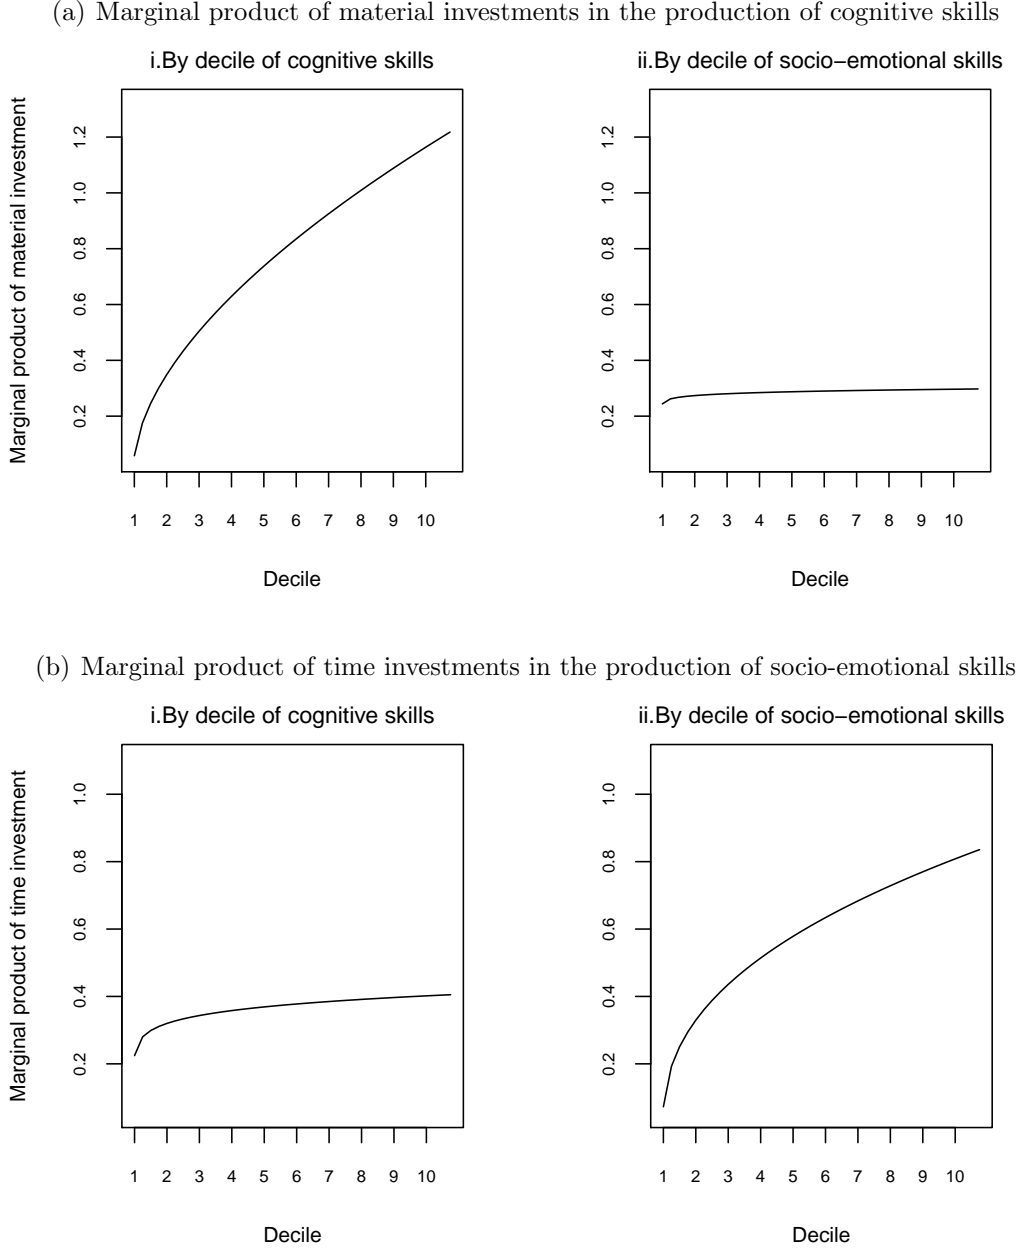 (a) Marginal product of material investments in the production of cognitive skills
i.By decile of cognitive skills
ii.By decile of socio−emotional skills
Marginal product of material investment
1.2
1.0
0.8
0.6
0.4
0.2
1 2 3 4 5 6 7 8 9 10
Decile
1.2
1.0
0.8
0.6
0.4
0.2
1 2 3 4 5 6 7 8 9 10
Decile
(b) Marginal product of time investments in the production of socio-emotional skills
i.By decile of cognitive skills
ii.By decile of socio−emotional skills
Marginal product of time investment
1.0
0.8
0.6
0.4
0.2
1 2 3 4 5 6 7 8 9 10
Decile
1.0
0.8
0.6
0.4
0.2
1 2 3 4 5 6 7 8 9 10
Decile